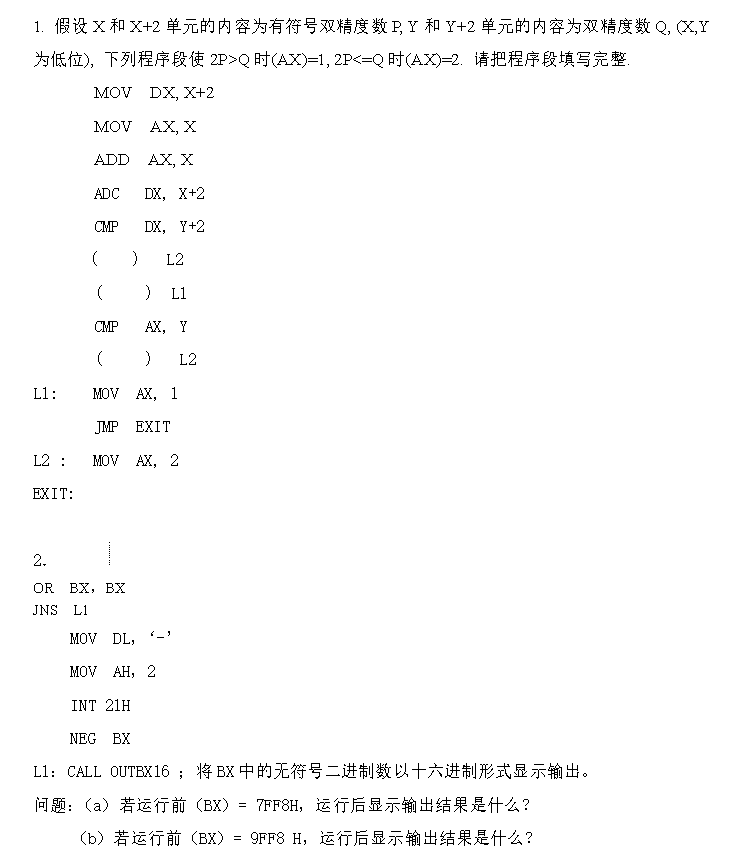 1. 假设 X 和 X+2 单元的内容为有符号双精度数 P, Y 和 Y+2 单元的内容为双精度数 Q, (X,Y
为低位), 下列程序段使 2P>Q 时(AX)=1, 2P<=Q 时(AX)=2. 请把程序段填写完整.
MOV DX, X+2
MOV AX, X
ADD AX, X
ADC DX, X+2
CMP DX, Y+2
( ) L2
( ) L1
CMP AX, Y
( ) L2
L1: MOV AX, 1
JMP EXIT
L2 : MOV AX, 2
EXIT:
2.
OR BX，BX
JNS L1
MOV DL，‘-’
MOV AH，2
INT 21H
NEG BX
L1：CALL OUTBX16 ；将 BX 中的无符号二进制数以十六进制形式显示输出。
问题：（a）若运行前（BX）= 7FF8H，运行后显示输出结果是什么？
（b）若运行前（BX）= 9FF8 H，运行后显示输出结果是什么？